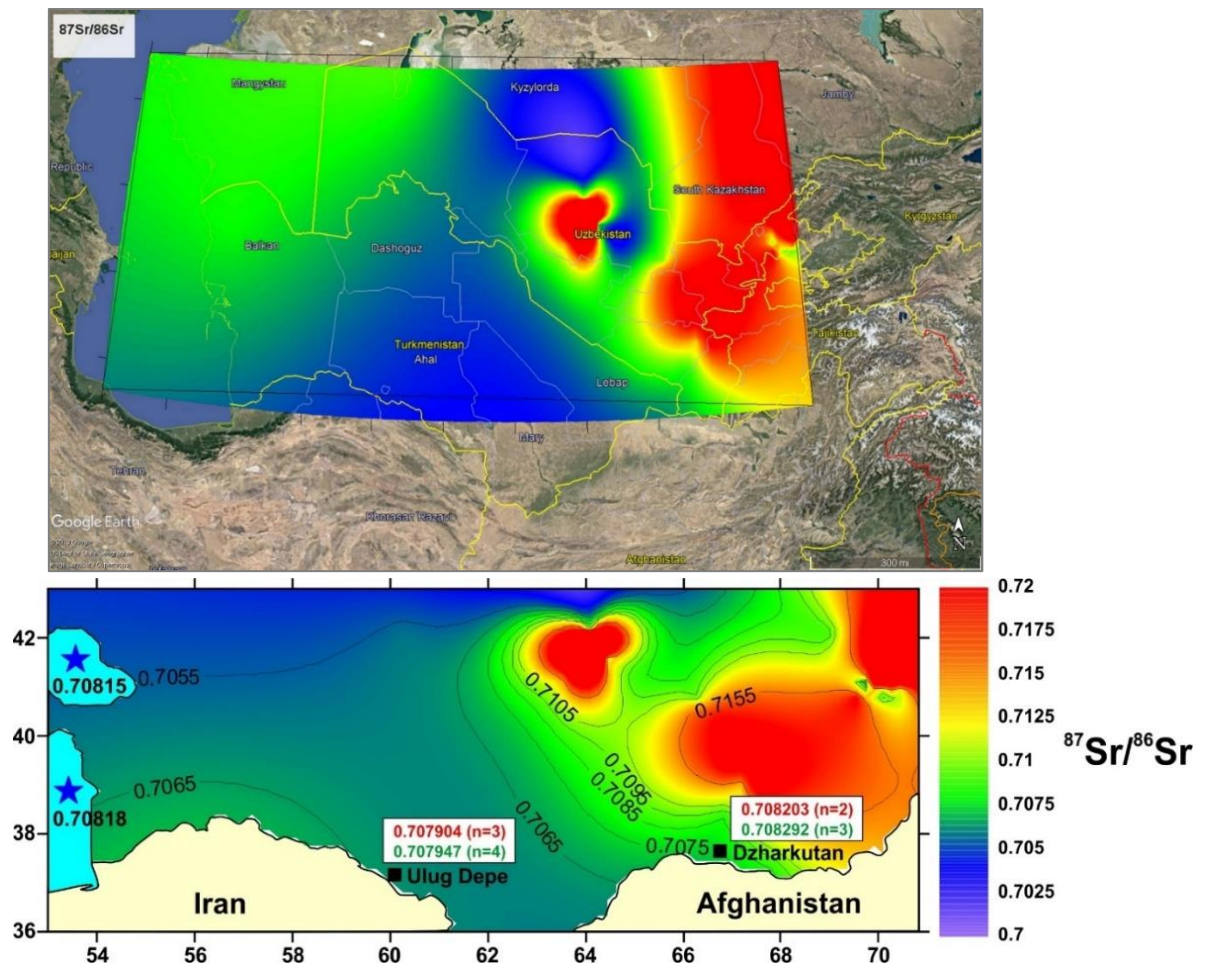 87Sr/86Sr
Mangystau
Kyzylorda
Jamby
Republic
South Kazakhstan
Kyrgyzstan
Uzbekistan
Balkan
Dashoguz
aijan
Turkmenistan
Tajikistan
Ahal
Lebap
Mary
Tehran
Khorasan Razavi
Google Earth
Afghanistan
N
300 mi
0.72
42
0.7175
0.70815
0.7055
0.7155
0.715
0.7105
0.7125
40
0.71
87Sr/86Sr
0.7095
0.7065
0.7085
0.70818
0.7065
0.7075
38
0.707904 (n=3)
0.707947 (n=4)
0.708203 (n=2)
0.708292 (n=3)
0.7075
Dzharkutan
0.705
Ulug Depe
Iran
Afghanistan
0.7025
36
0.7
54
56
58
60
62
64
66
68
70